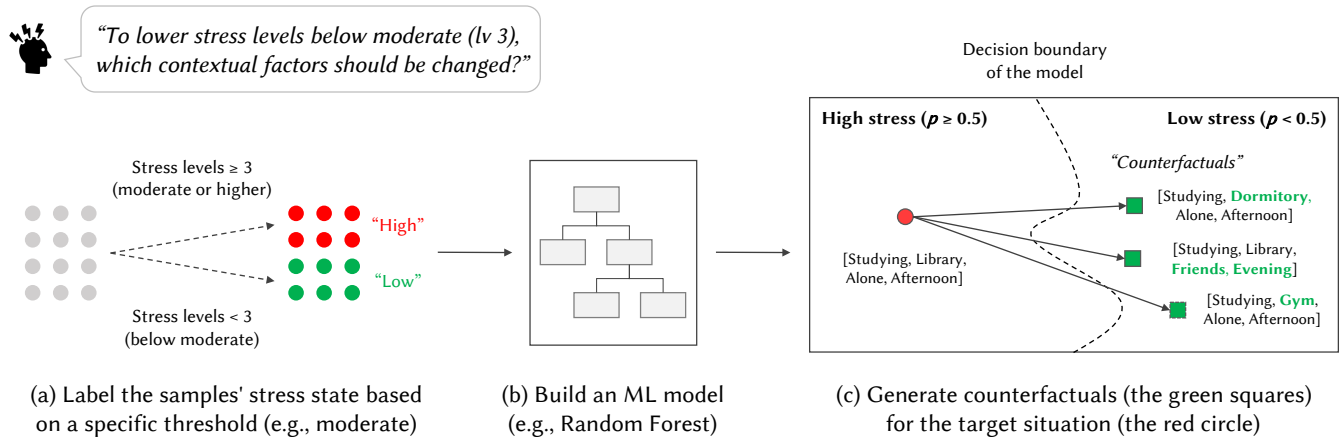 “To lower stress levels below moderate (lv 3),
which contextual factors should be changed?”
Stress levels ≥ 3
(moderate or higher)
“High”
“Low”
Stress levels < 3
(below moderate)
(a) Label the samples' stress state based
on a specific threshold (e.g., moderate)
(b) Build an ML model
(e.g., Random Forest)
Decision boundary
of the model
High stress (p ≥ 0.5)
Low stress (p < 0.5)
“Counterfactuals”
[Studying, Library,
Alone, Afternoon]
[Studying, Dormitory,
Alone, Afternoon]
[Studying, Library,
Friends, Evening]
[Studying, Gym,
Alone, Afternoon]
(c) Generate counterfactuals (the green squares)
for the target situation (the red circle)